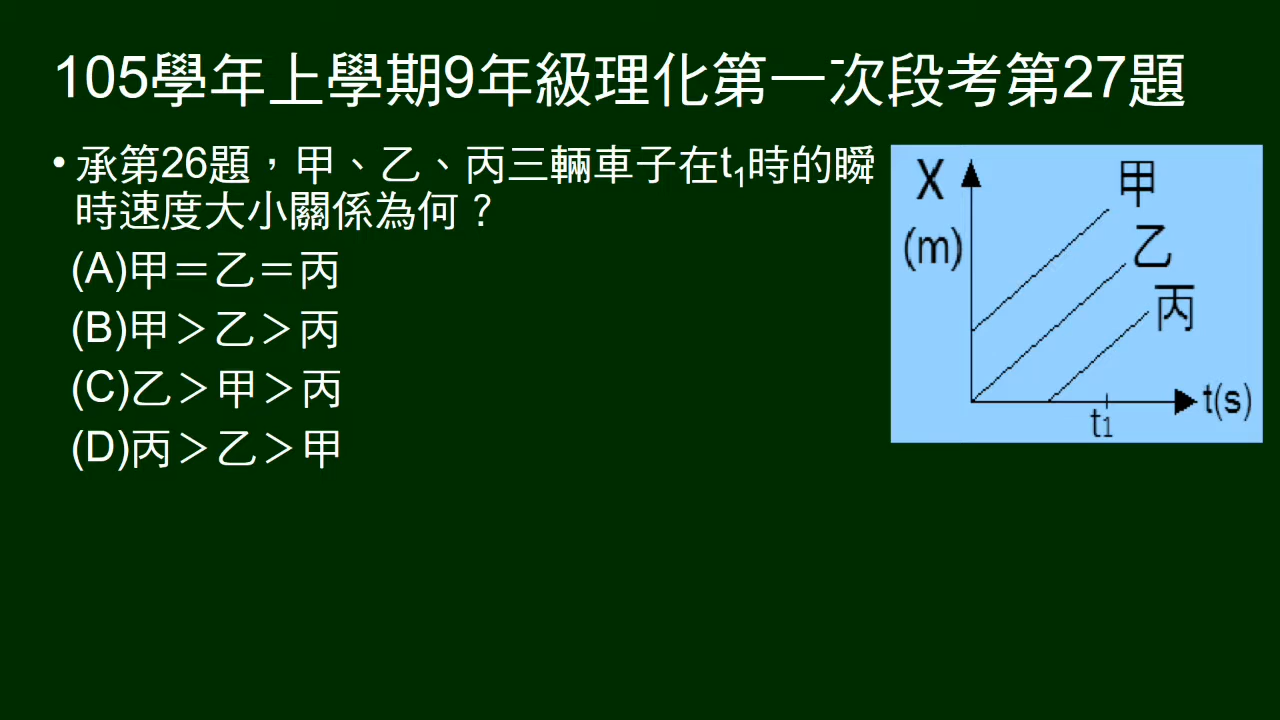 105學年上學期9年級理化第一次段考第27題
• 承第26題，甲、乙、丙三輛車子在t₁時的瞬
時速度大小關係為何？
(A)甲＝乙＝丙
(B)甲＞乙＞丙
(C)乙＞甲＞丙
(D)丙＞乙＞甲
X
(m)
甲
乙
丙
t(s)
t1